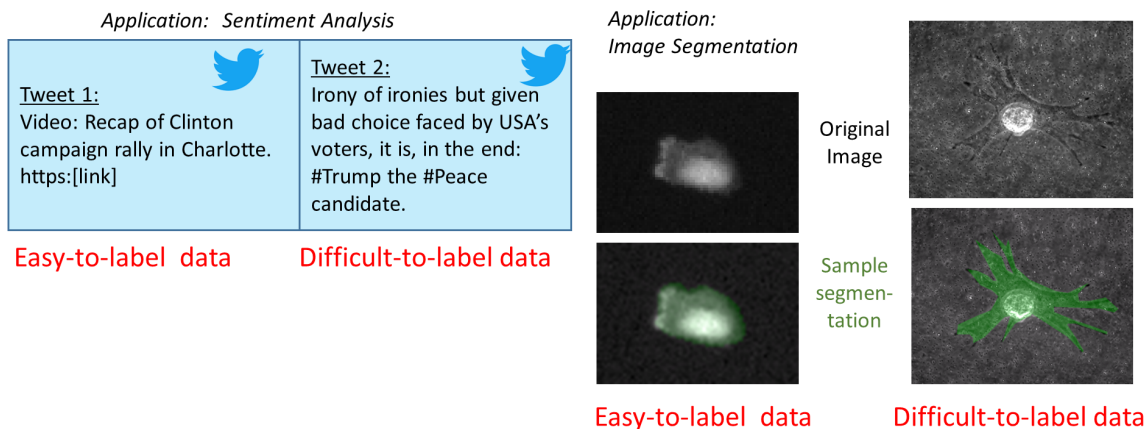 Application: Sentiment Analysis
Tweet 1:
Video: Recap of Clinton
campaign rally in Charlotte.
https:[link]
Tweet 2:
Irony of ironies but given
bad choice faced by USA's
voters, it is, in the end:
#Trump the #Peace
candidate.
Easy-to-label data
Difficult-to-label data
Application:
Image Segmentation
Original
Image
Sample
segmen-
tation
Easy-to-label data
Difficult-to-label data